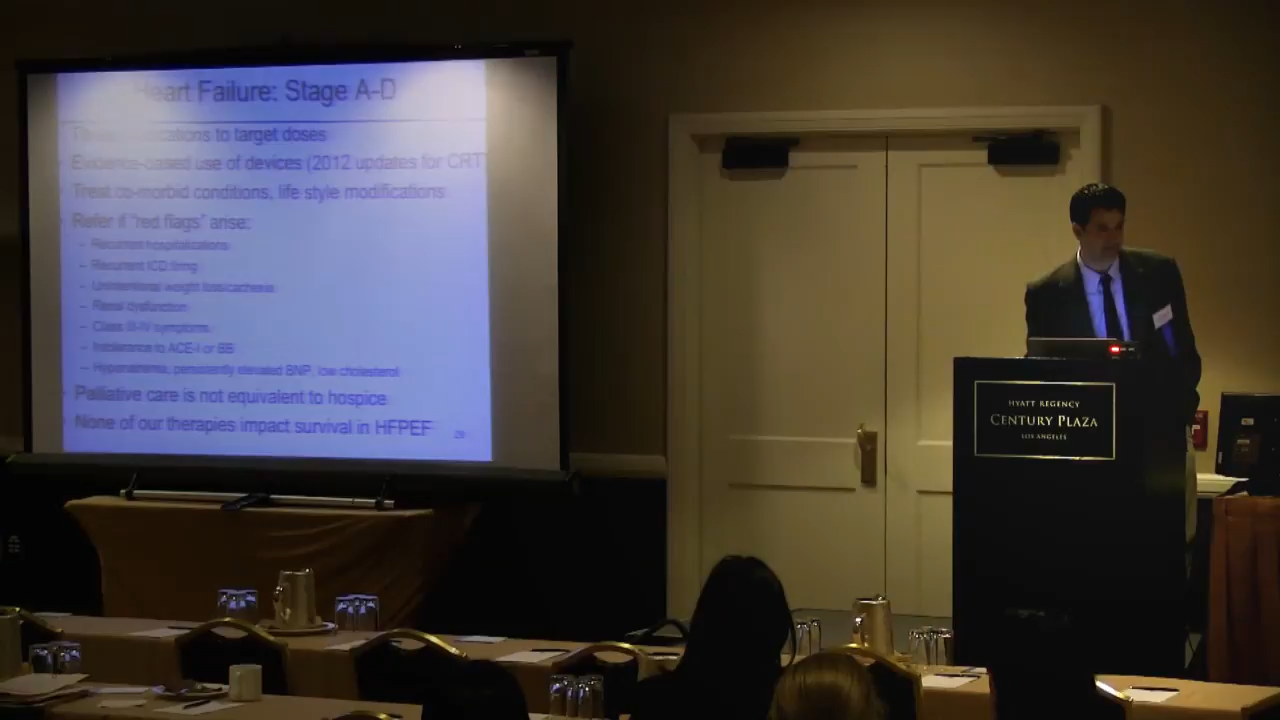 Heart Failure: Stage A-D
to target doses
Evidence-based use of devices (2012 updates for CRT
Treat co-morbid conditions, life style modifications
Refer if "red flags" arise:
– Recurrent hospitalizations
– Recurrent ICD firing
– Unintentional weight loss/cachexia
– Renal dysfunction
– Class III-IV symptoms
– Intolerance to ACE-I or BB
– Hyponatremia, persistently elevated BNP, low cholesterol
Palliative care is not equivalent to hospice
None of our therapies impact survival in HFPEF
29
HYATT REGENCY
CENTURY PLAZA
LOS ANGELES